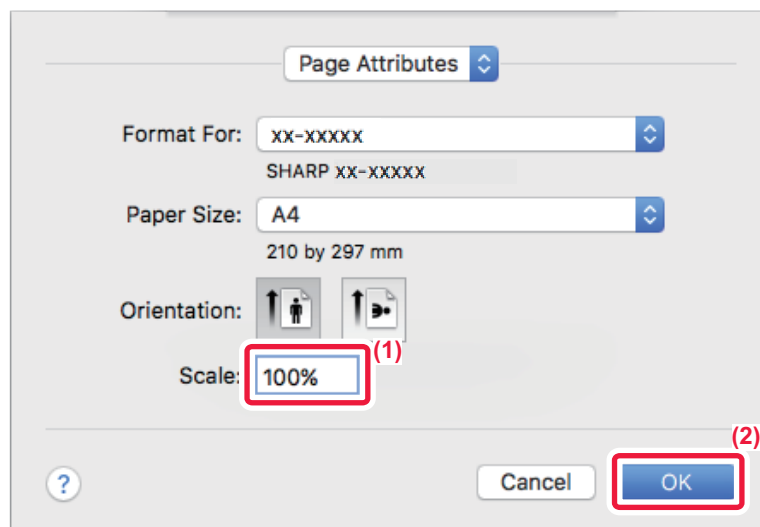 Page Attributes
Format For: xx-xxxxx
SHARP xx-xxxxx
Paper Size: A4
210 by 297 mm
Orientation:
(1)
Scale: 100%
(2)
? Cancel OK